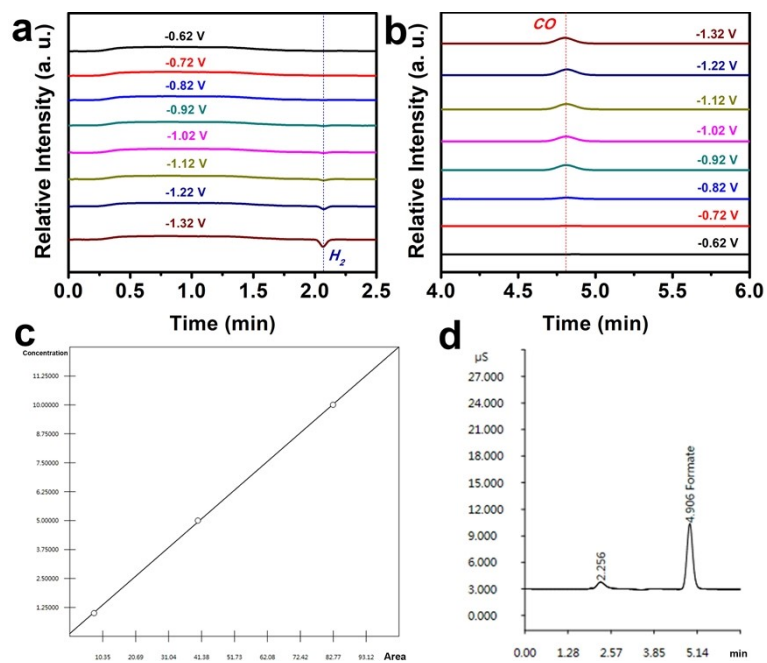 a
Relative Intensity (a. u.)
-0.62 V
-0.72 V
-0.82 V
-0.92 V
-1.02 V
-1.12 V
-1.22 V
-1.32 V
H2
0.0 0.5 1.0 1.5 2.0 2.5
Time (min)
b
Relative Intensity (a. u.)
CO
-1.32 V
-1.22 V
-1.12 V
-1.02 V
-0.92 V
-0.82 V
-0.72 V
-0.62 V
4.0 4.5 5.0 5.5 6.0
Time (min)
c
Concentration
11.25000
10.00000
8.75000
7.50000
6.25000
5.00000
3.75000
2.50000
1.25000
10.35 20.69 31.04 41.38 51.73 62.08 72.42 82.77 93.12 Area
d
µS
27.000
24.000
21.000
18.000
15.000
12.000
9.000
6.000
3.000
0.000
2.256
4.906 Formate
0.00 1.28 2.57 3.85 5.14 min